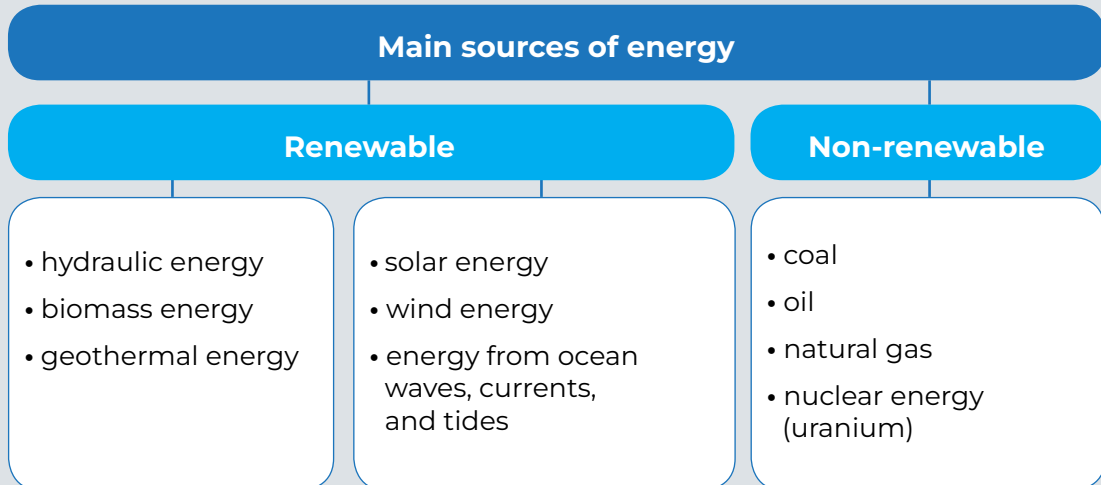 Main sources of energy
Renewable
Non-renewable
• hydraulic energy
• biomass energy
• geothermal energy
• solar energy
• wind energy
• energy from ocean
waves, currents,
and tides
• coal
• oil
• natural gas
• nuclear energy
(uranium)